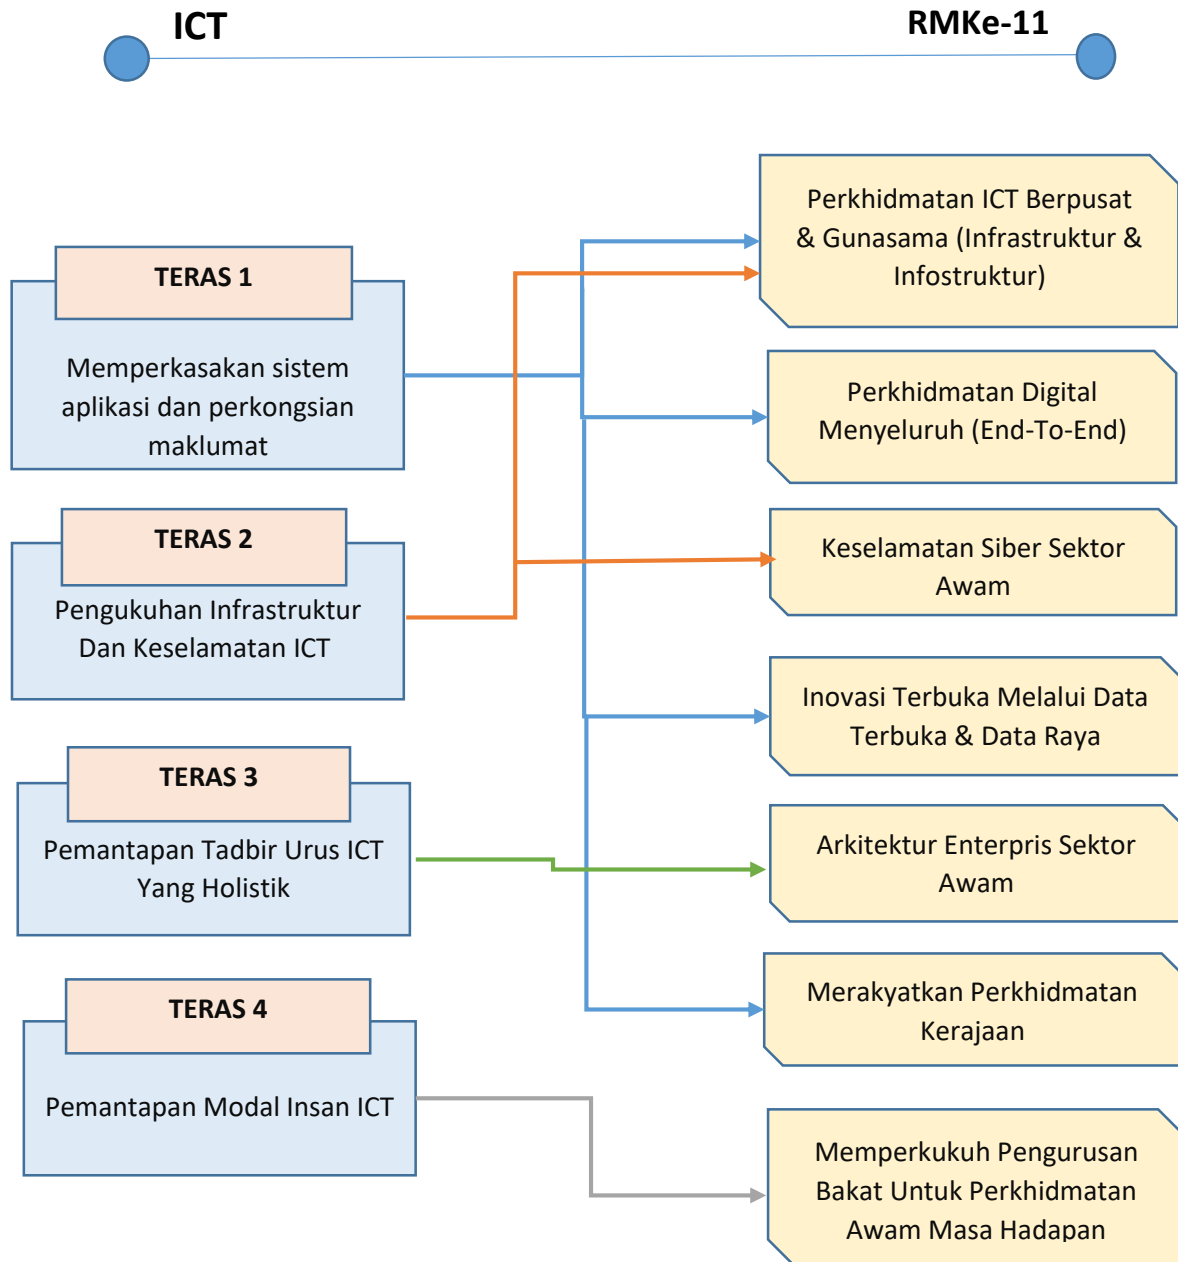 ICT
RMKe-11
TERAS 1
Memperkasakan sistem
aplikasi dan perkongsian
maklumat
TERAS 2
Pengukuhan Infrastruktur
Dan Keselamatan ICT
TERAS 3
Pemantapan Tadbir Urus ICT
Yang Holistik
TERAS 4
Pemantapan Modal Insan ICT
Perkhidmatan ICT Berpusat
& Gunasama (Infrastruktur &
Infostruktur)
Perkhidmatan Digital
Menyeluruh (End-To-End)
Keselamatan Siber Sektor
Awam
Inovasi Terbuka Melalui Data
Terbuka & Data Raya
Arkitektur Enterpris Sektor
Awam
Merakyatkan Perkhidmatan
Kerajaan
Memperkukuh Pengurusan
Bakat Untuk Perkhidmatan
Awam Masa Hadapan